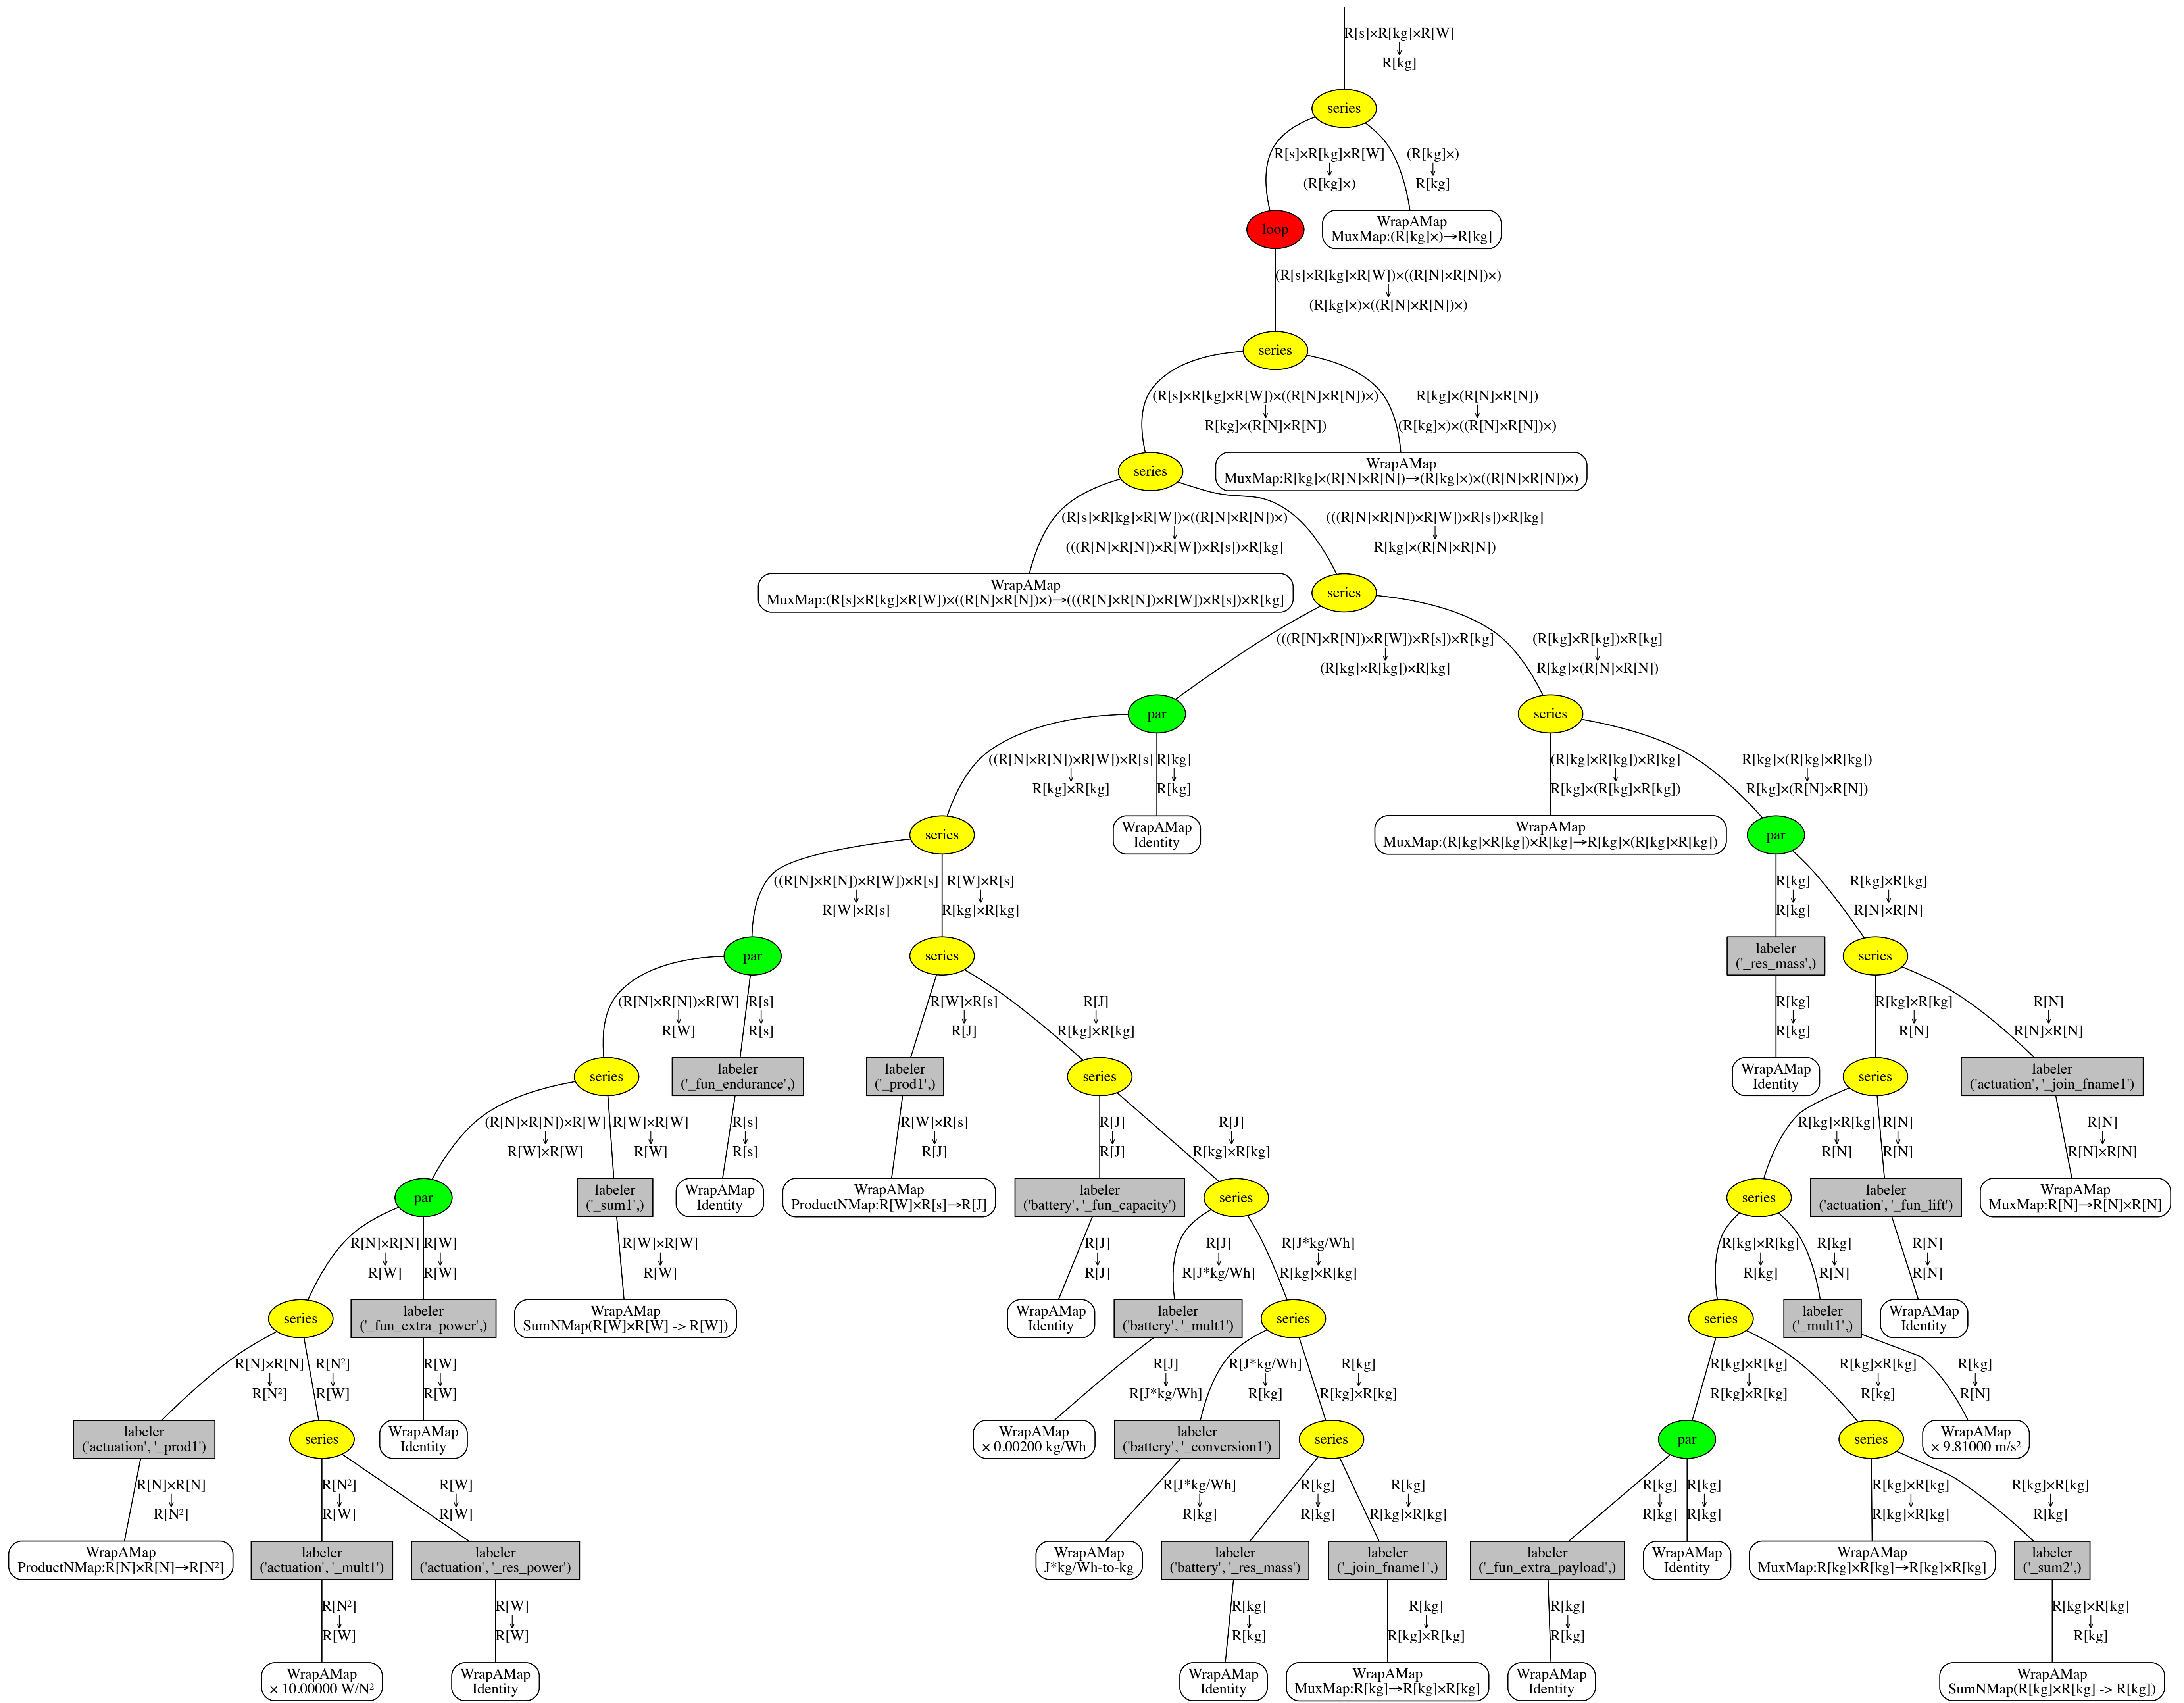 R[s]×R[kg]×R[W]
↓
R[kg]
series
R[s]×R[kg]×R[W]
↓
(R[kg]×)
(R[kg]×)
↓
R[kg]
loop
WrapAMap
MuxMap:(R[kg]×)→R[kg]
(R[s]×R[kg]×R[W])×((R[N]×R[N])×)
↓
(R[kg]×)×((R[N]×R[N])×)
series
(R[s]×R[kg]×R[W])×((R[N]×R[N])×)
↓
R[kg]×(R[N]×R[N])
R[kg]×(R[N]×R[N])
↓
(R[kg]×)×((R[N]×R[N])×)
series
WrapAMap
MuxMap:R[kg]×(R[N]×R[N])→(R[kg]×)×((R[N]×R[N])×)
(R[s]×R[kg]×R[W])×((R[N]×R[N])×)
↓
(((R[N]×R[N])×R[W])×R[s])×R[kg]
(((R[N]×R[N])×R[W])×R[s])×R[kg]
↓
R[kg]×(R[N]×R[N])
WrapAMap
MuxMap:(R[s]×R[kg]×R[W])×((R[N]×R[N])×)→(((R[N]×R[N])×R[W])×R[s])×R[kg]
series
(((R[N]×R[N])×R[W])×R[s])×R[kg]
↓
(R[kg]×R[kg])×R[kg]
(R[kg]×R[kg])×R[kg]
↓
R[kg]×(R[N]×R[N])
par
series
((R[N]×R[N])×R[W])×R[s]
↓
R[kg]×R[kg]
R[kg]
↓
R[kg]
(R[kg]×R[kg])×R[kg]
↓
R[kg]×(R[kg]×R[kg])
R[kg]×(R[kg]×R[kg])
↓
R[kg]×(R[N]×R[N])
series
WrapAMap
Identity
WrapAMap
MuxMap:(R[kg]×R[kg])×R[kg]→R[kg]×(R[kg]×R[kg])
par
((R[N]×R[N])×R[W])×R[s]
↓
R[W]×R[s]
R[W]×R[s]
↓
R[kg]×R[kg]
R[kg]
↓
R[kg]
R[kg]×R[kg]
↓
R[N]×R[N]
par
series
labeler
('_res_mass',)
series
(R[N]×R[N])×R[W]
↓
R[W]
R[s]
↓
R[s]
R[W]×R[s]
↓
R[J]
R[J]
↓
R[kg]×R[kg]
R[kg]
↓
R[kg]
R[kg]×R[kg]
↓
R[N]
R[N]
↓
R[N]×R[N]
series
labeler
('_fun_endurance',)
labeler
('_prod1',)
series
WrapAMap
Identity
series
labeler
('actuation', '_join_fname1')
(R[N]×R[N])×R[W]
↓
R[W]×R[W]
R[W]×R[W]
↓
R[W]
R[s]
↓
R[s]
R[W]×R[s]
↓
R[J]
R[J]
↓
R[J]
R[J]
↓
R[kg]×R[kg]
R[kg]×R[kg]
↓
R[N]
R[N]
↓
R[N]
R[N]
↓
R[N]×R[N]
par
labeler
('_sum1',)
WrapAMap
Identity
WrapAMap
ProductNMap:R[W]×R[s]→R[J]
labeler
('battery', '_fun_capacity')
series
series
labeler
('actuation', '_fun_lift')
WrapAMap
MuxMap:R[N]→R[N]×R[N]
R[N]×R[N]
↓
R[W]
R[W]
↓
R[W]
R[W]×R[W]
↓
R[W]
R[J]
↓
R[J]
R[J]
↓
R[J*kg/Wh]
R[J*kg/Wh]
↓
R[kg]×R[kg]
R[kg]×R[kg]
↓
R[kg]
R[kg]
↓
R[N]
R[N]
↓
R[N]
series
labeler
('_fun_extra_power',)
WrapAMap
SumNMap(R[W]×R[W] -> R[W])
WrapAMap
Identity
labeler
('battery', '_mult1')
series
series
labeler
('_mult1',)
WrapAMap
Identity
R[N]×R[N]
↓
R[N²]
R[N²]
↓
R[W]
R[W]
↓
R[W]
R[J]
↓
R[J*kg/Wh]
R[J*kg/Wh]
↓
R[kg]
R[kg]
↓
R[kg]×R[kg]
R[kg]×R[kg]
↓
R[kg]×R[kg]
R[kg]×R[kg]
↓
R[kg]
R[kg]
↓
R[N]
labeler
('actuation', '_prod1')
series
WrapAMap
Identity
WrapAMap
× 0.00200 kg/Wh
labeler
('battery', '_conversion1')
series
par
series
WrapAMap
× 9.81000 m/s²
R[N]×R[N]
↓
R[N²]
R[N²]
↓
R[W]
R[W]
↓
R[W]
R[J*kg/Wh]
↓
R[kg]
R[kg]
↓
R[kg]
R[kg]
↓
R[kg]×R[kg]
R[kg]
↓
R[kg]
R[kg]
↓
R[kg]
R[kg]×R[kg]
↓
R[kg]×R[kg]
R[kg]×R[kg]
↓
R[kg]
WrapAMap
ProductNMap:R[N]×R[N]→R[N²]
labeler
('actuation', '_mult1')
labeler
('actuation', '_res_power')
WrapAMap
J*kg/Wh-to-kg
labeler
('battery', '_res_mass')
labeler
('_join_fname1',)
labeler
('_fun_extra_payload',)
WrapAMap
Identity
WrapAMap
MuxMap:R[kg]×R[kg]→R[kg]×R[kg]
labeler
('_sum2',)
R[N²]
↓
R[W]
R[W]
↓
R[W]
R[kg]
↓
R[kg]
R[kg]
↓
R[kg]×R[kg]
R[kg]
↓
R[kg]
R[kg]×R[kg]
↓
R[kg]
WrapAMap
× 10.00000 W/N²
WrapAMap
Identity
WrapAMap
Identity
WrapAMap
MuxMap:R[kg]→R[kg]×R[kg]
WrapAMap
Identity
WrapAMap
SumNMap(R[kg]×R[kg] -> R[kg])